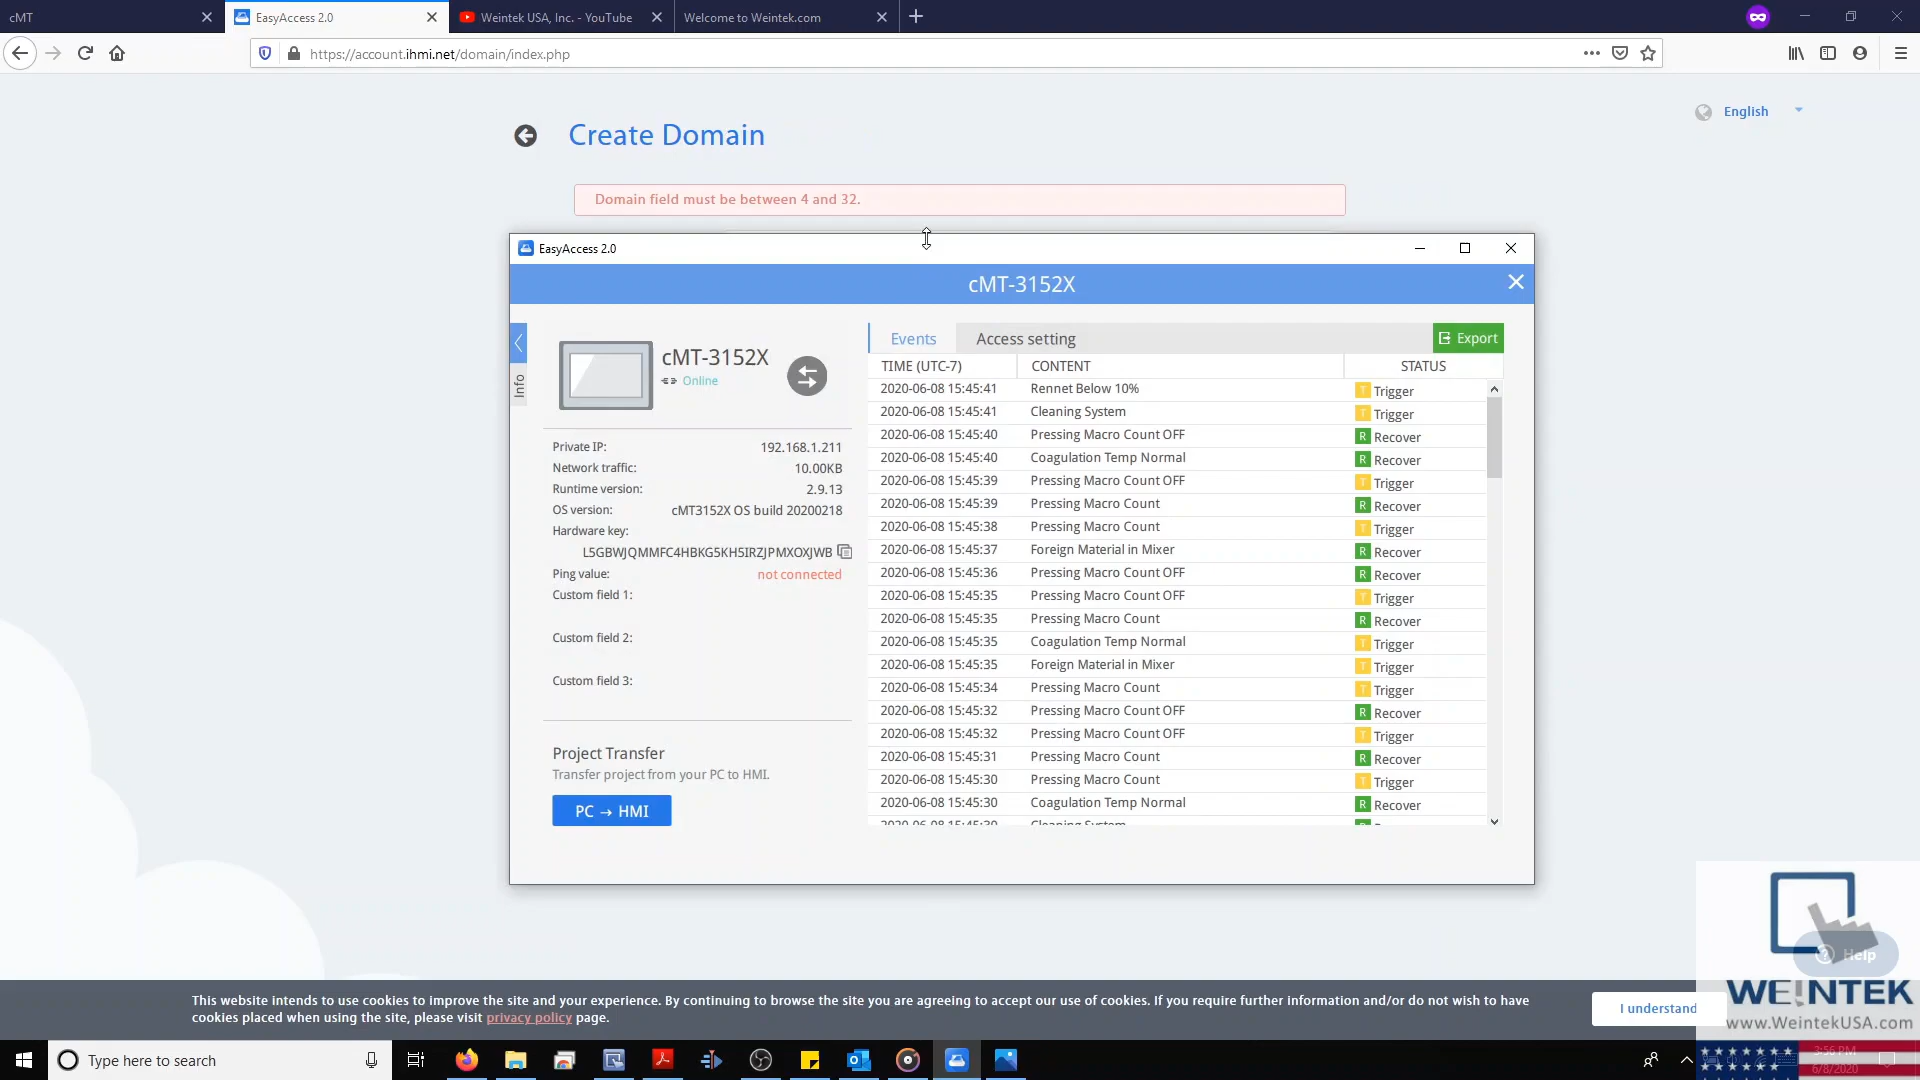 cMT
EasyAccess 2.0
Weintek USA, Inc. - YouTube
Welcome to Weintek.com
https://account.ihmi.net/domain/index.php
English
Create Domain
Domain field must be between 4 and 32.
EasyAccess 2.0
cMT-3152X
Info
cMT-3152X
Online
Private IP: 192.168.1.211
Network traffic: 10.00KB
Runtime version: 2.9.13
OS version: cMT3152X OS build 20200218
Hardware key:
L5GBWJQMMFC4HBKG5KH5IRZJPMXOXJWB
Ping value: not connected
Custom field 1:
Custom field 2:
Custom field 3:
Project Transfer
Transfer project from your PC to HMI.
PC → HMI
Events Access setting Export
TIME (UTC-7) CONTENT STATUS
2020-06-08 15:45:41 Rennet Below 10% T Trigger
2020-06-08 15:45:41 Cleaning System T Trigger
2020-06-08 15:45:40 Pressing Macro Count OFF R Recover
2020-06-08 15:45:40 Coagulation Temp Normal R Recover
2020-06-08 15:45:39 Pressing Macro Count OFF T Trigger
2020-06-08 15:45:39 Pressing Macro Count R Recover
2020-06-08 15:45:38 Pressing Macro Count T Trigger
2020-06-08 15:45:37 Foreign Material in Mixer R Recover
2020-06-08 15:45:36 Pressing Macro Count OFF R Recover
2020-06-08 15:45:35 Pressing Macro Count OFF T Trigger
2020-06-08 15:45:35 Pressing Macro Count R Recover
2020-06-08 15:45:35 Coagulation Temp Normal T Trigger
2020-06-08 15:45:35 Foreign Material in Mixer T Trigger
2020-06-08 15:45:34 Pressing Macro Count T Trigger
2020-06-08 15:45:32 Pressing Macro Count OFF R Recover
2020-06-08 15:45:32 Pressing Macro Count OFF T Trigger
2020-06-08 15:45:31 Pressing Macro Count R Recover
2020-06-08 15:45:30 Pressing Macro Count T Trigger
2020-06-08 15:45:30 Coagulation Temp Normal R Recover
Cleaning System
Help
WEINTEK
www.WeintekUSA.com
This website intends to use cookies to improve the site and your experience. By continuing to browse the site you are agreeing to accept our use of cookies. If you require further information and/or do not wish to have
cookies placed when using the site, please visit privacy policy page.
I understand
Type here to search
3:56 PM
6/8/2020